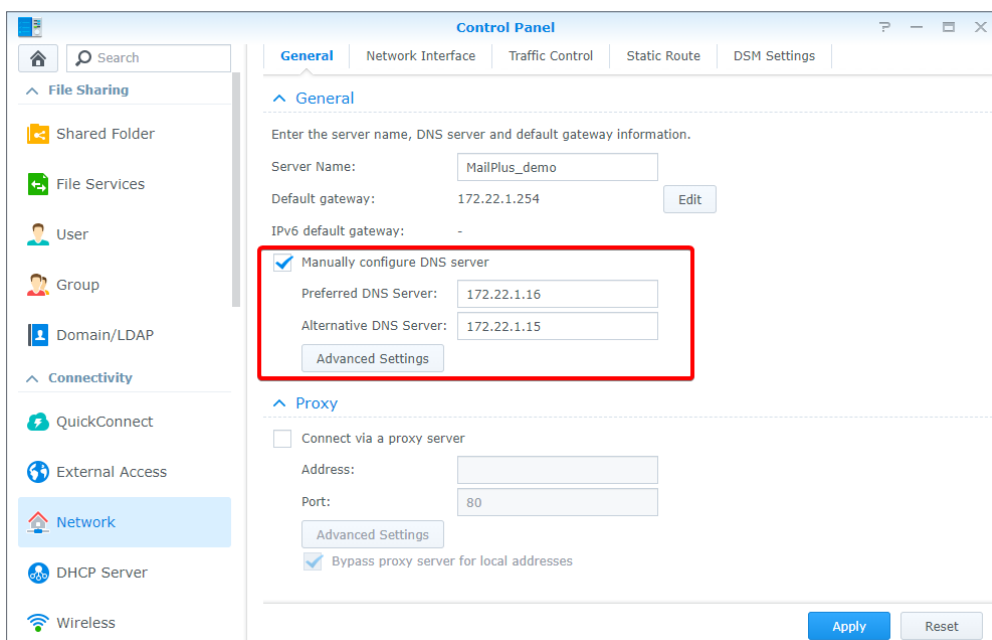 Control Panel
Search
General Network Interface Traffic Control Static Route DSM Settings
File Sharing
Shared Folder
File Services
User
Group
Domain/LDAP
Connectivity
QuickConnect
External Access
Network
DHCP Server
Wireless
General
Enter the server name, DNS server and default gateway information.
Server Name: MailPlus_demo
Default gateway: 172.22.1.254 Edit
IPv6 default gateway: -
Manually configure DNS server
Preferred DNS Server: 172.22.1.16
Alternative DNS Server: 172.22.1.15
Advanced Settings
Proxy
Connect via a proxy server
Address:
Port: 80
Advanced Settings
Bypass proxy server for local addresses
Apply Reset